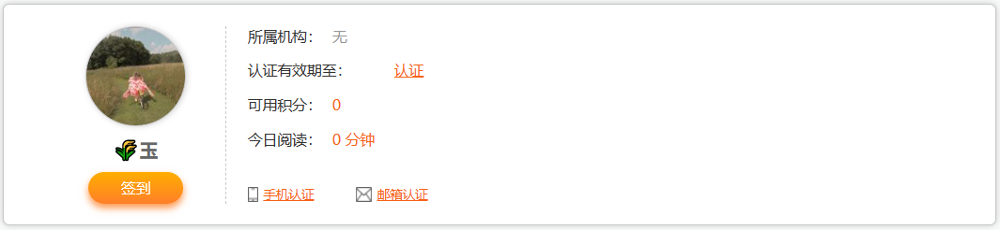 所属机构： 无
认证有效期至： 认证
可用积分： 0
今日阅读： 0 分钟
🌾玉
签到
手机认证 邮箱认证